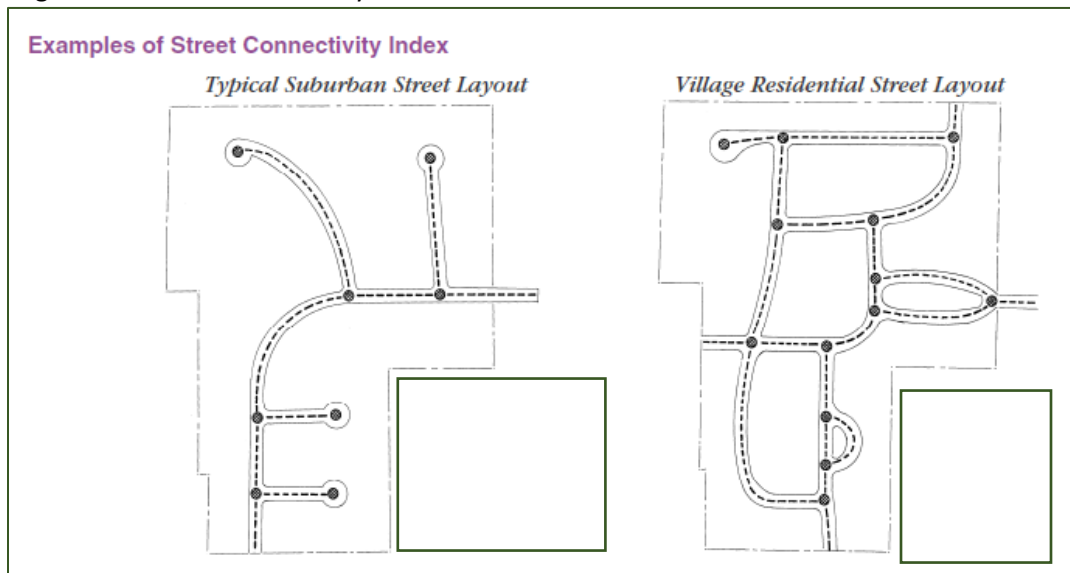 Examples of Street Connectivity Index
Typical Suburban Street Layout
Village Residential Street Layout